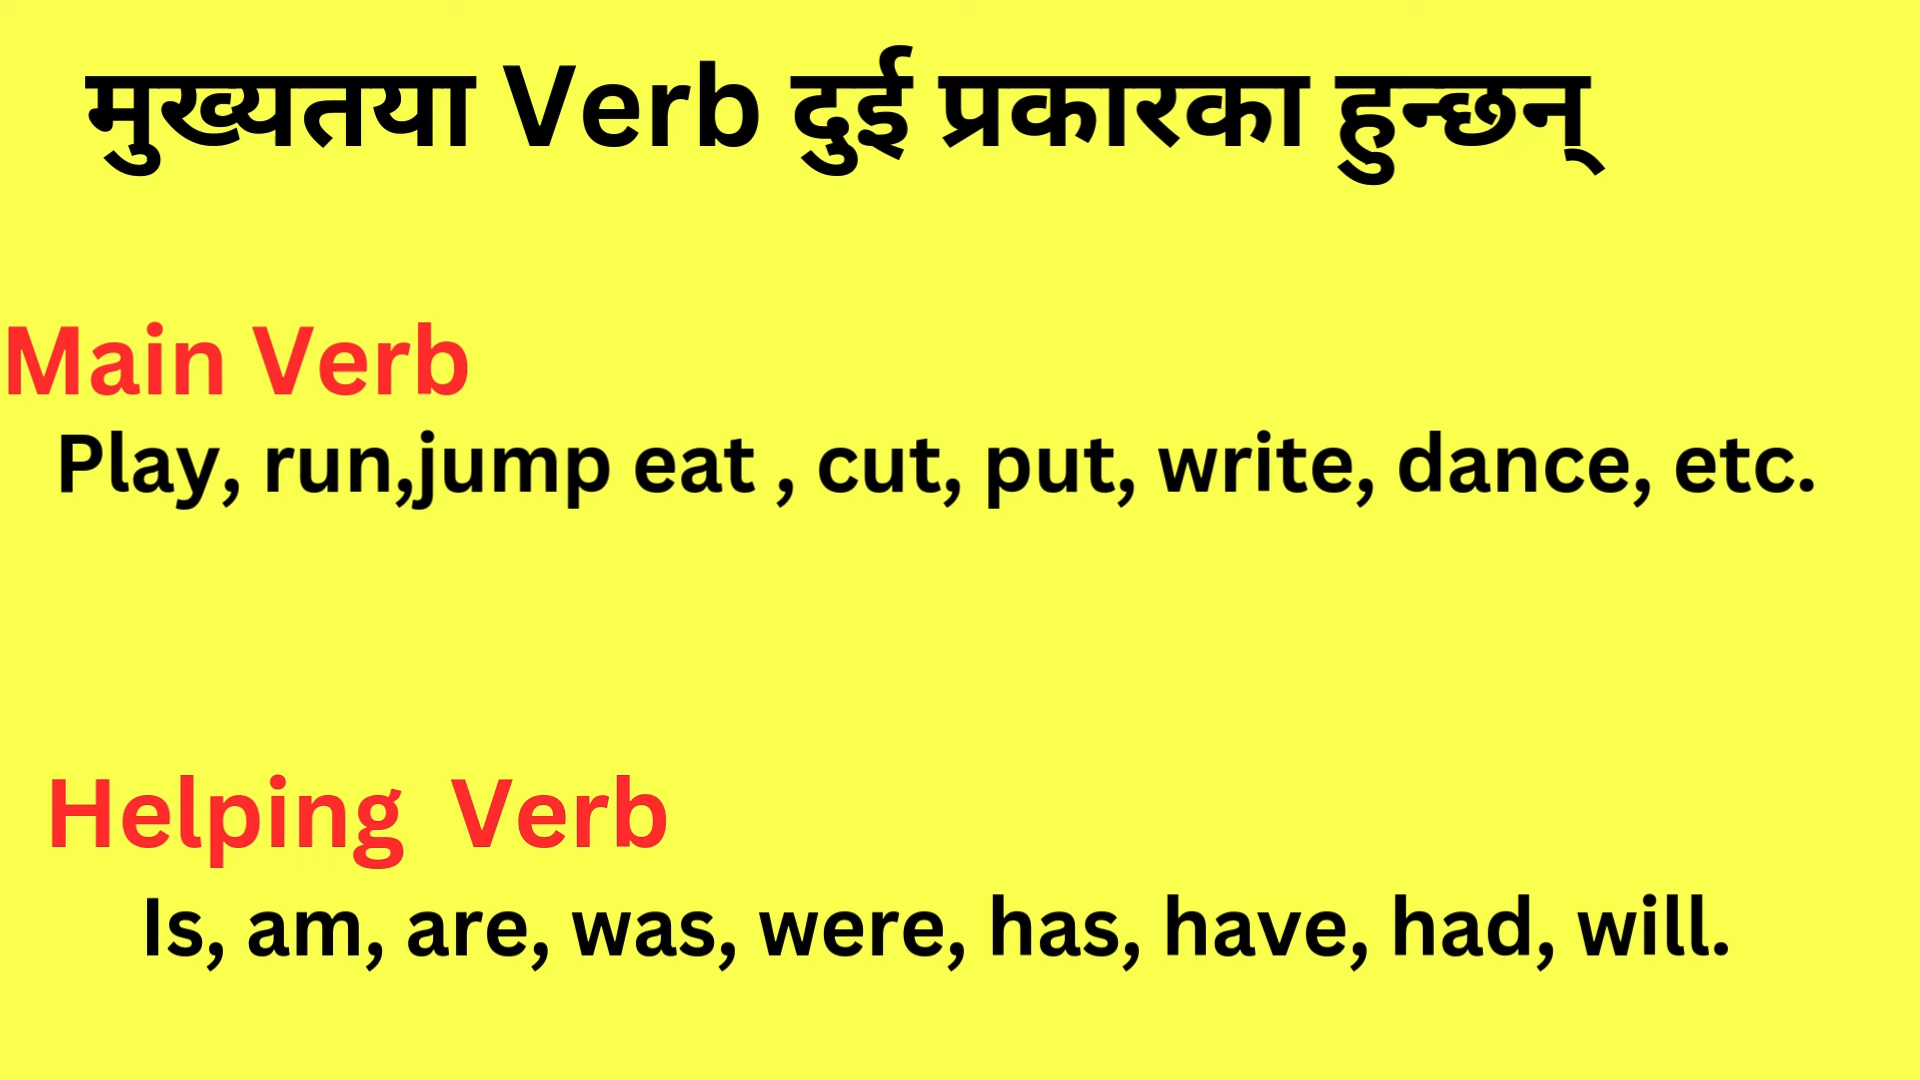 मुख्यतया Verb दुई प्रकारका हुन्छन्
Main Verb
Play, run,jump eat , cut, put, write, dance, etc.
Helping  Verb
Is, am, are, was, were, has, have, had, will.